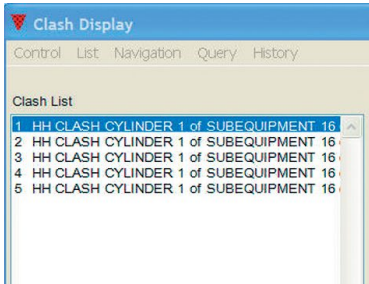 Clash Display
Control List Navigation Query History
Clash List
1 HH CLASH CYLINDER 1 of SUBEQUIPMENT 16
2 HH CLASH CYLINDER 1 of SUBEQUIPMENT 16
3 HH CLASH CYLINDER 1 of SUBEQUIPMENT 16
4 HH CLASH CYLINDER 1 of SUBEQUIPMENT 16
5 HH CLASH CYLINDER 1 of SUBEQUIPMENT 16